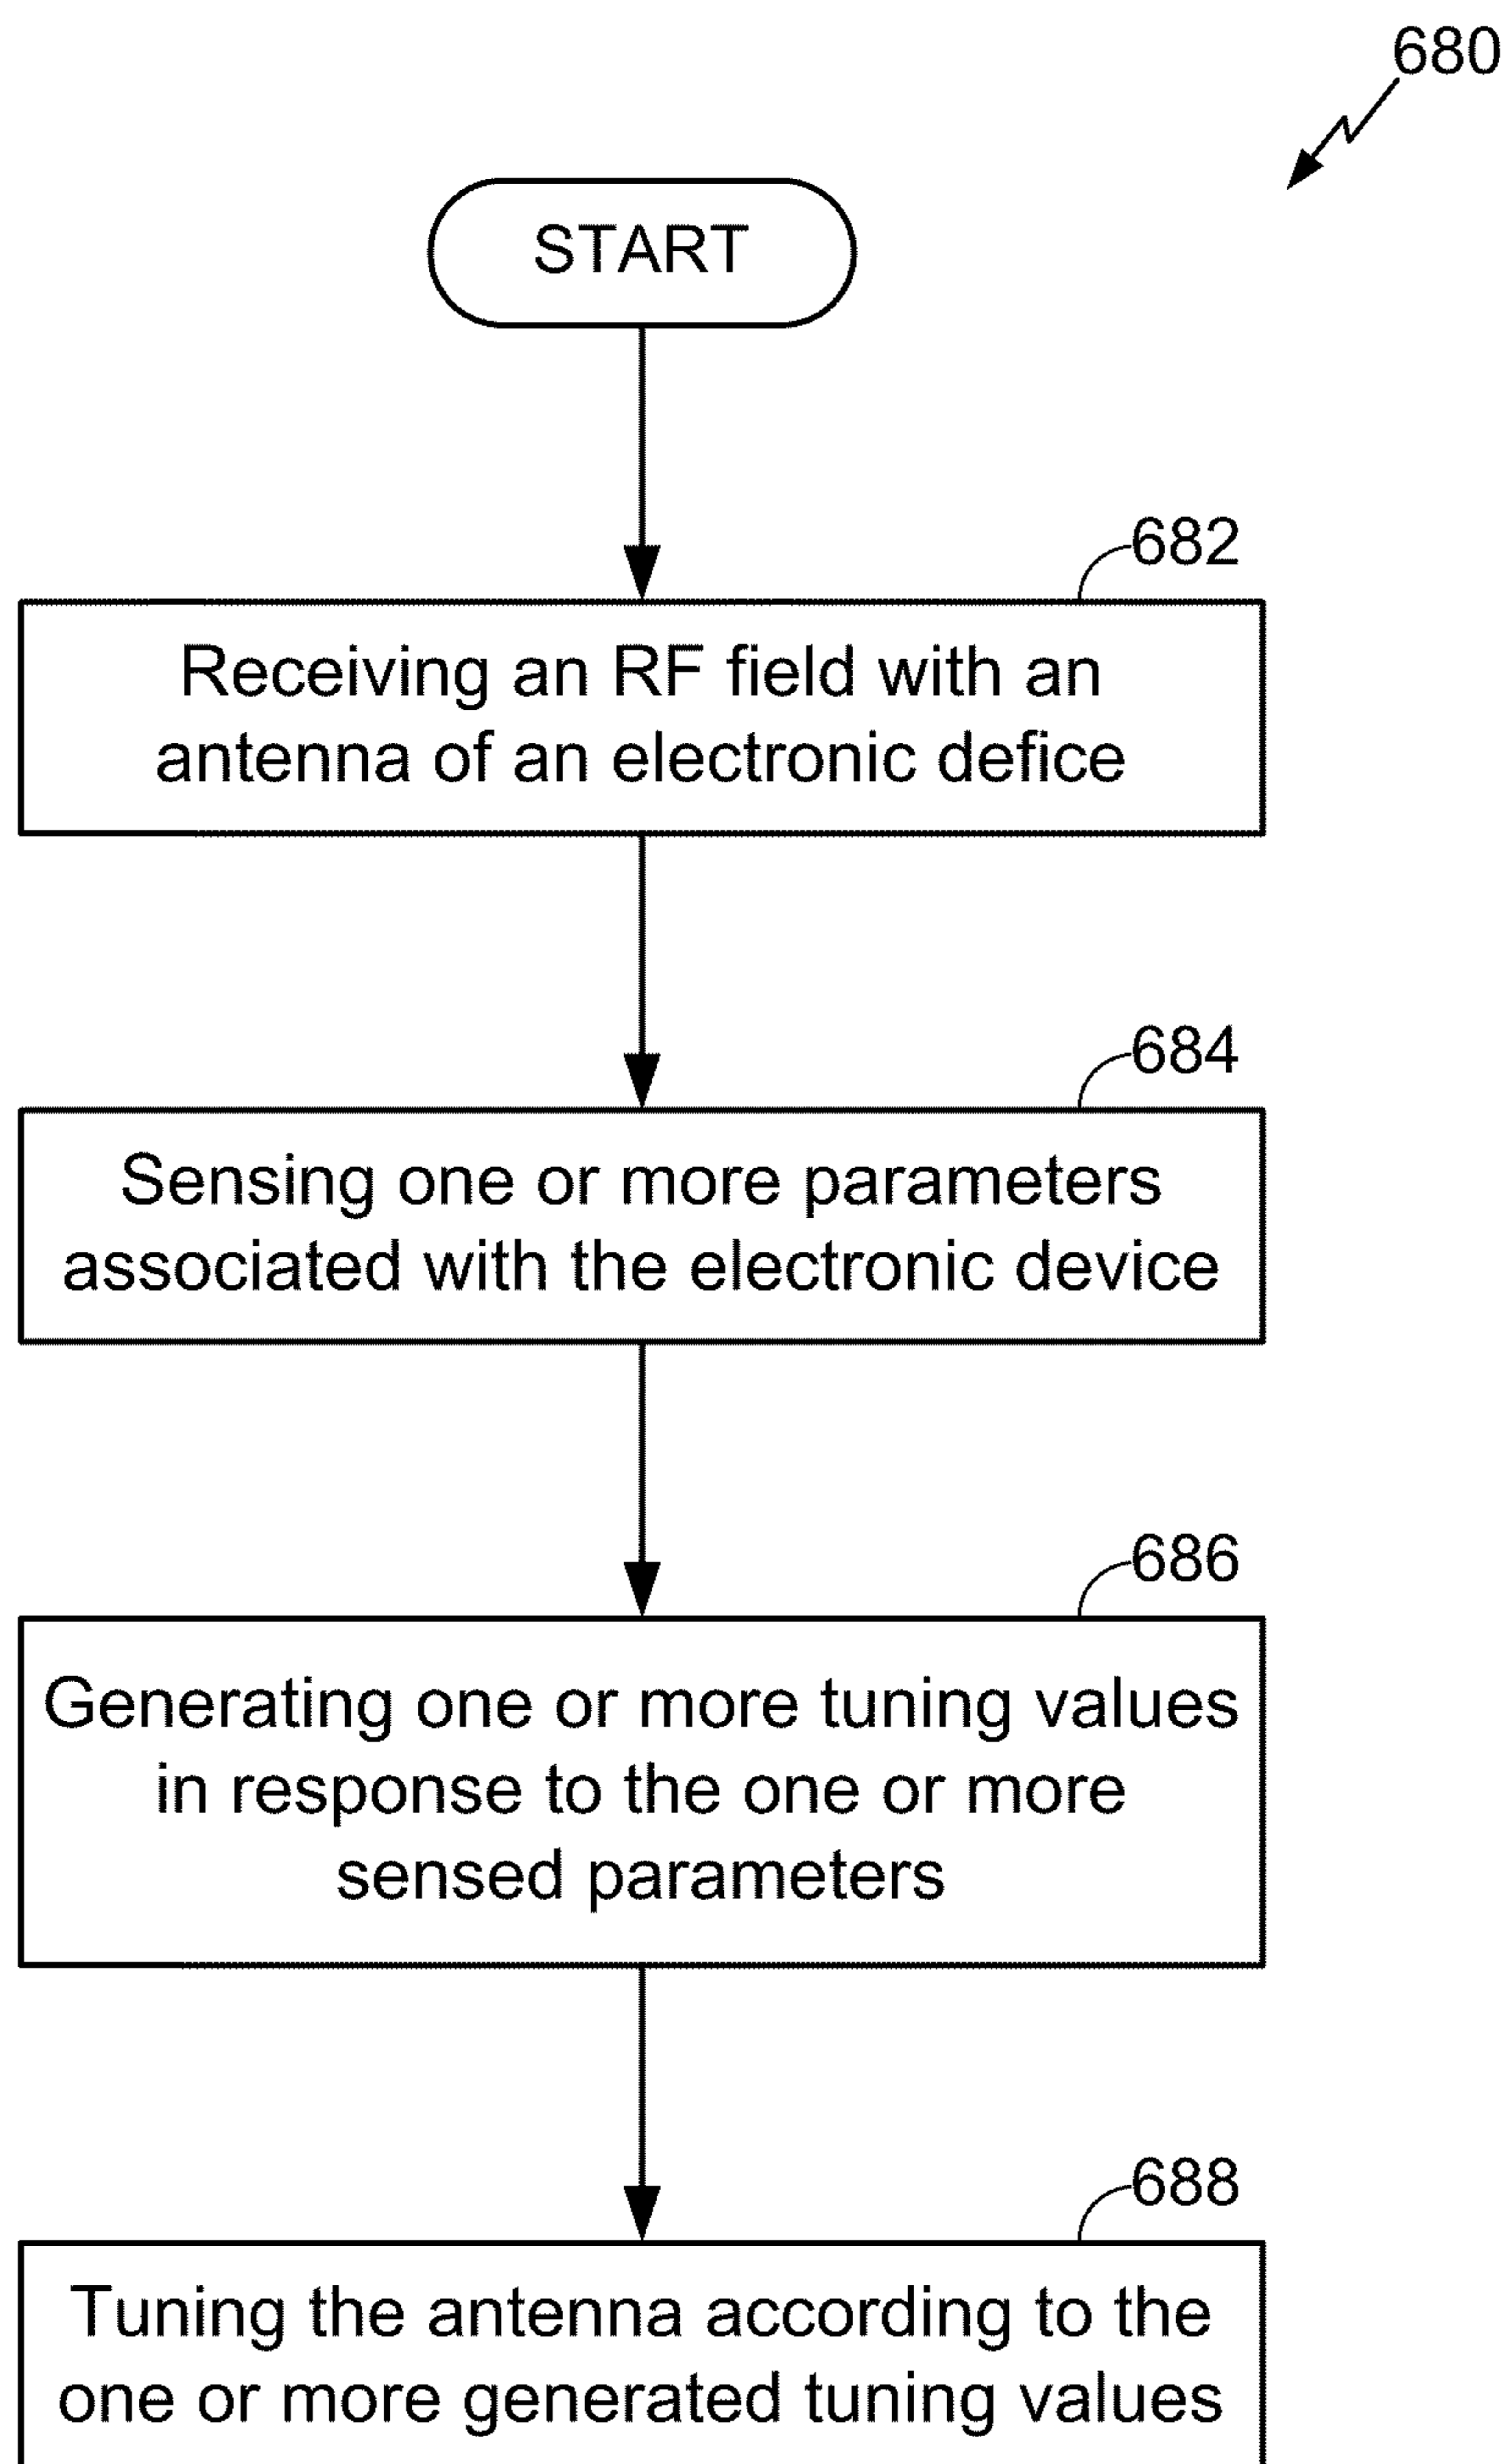 680
START
682
Receiving an RF field with an
antenna of an electronic defice
684
Sensing one or more parameters
associated with the electronic device
686
Generating one or more tuning values
in response to the one or more
sensed parameters
688
Tuning the antenna according to the
one or more generated tuning values